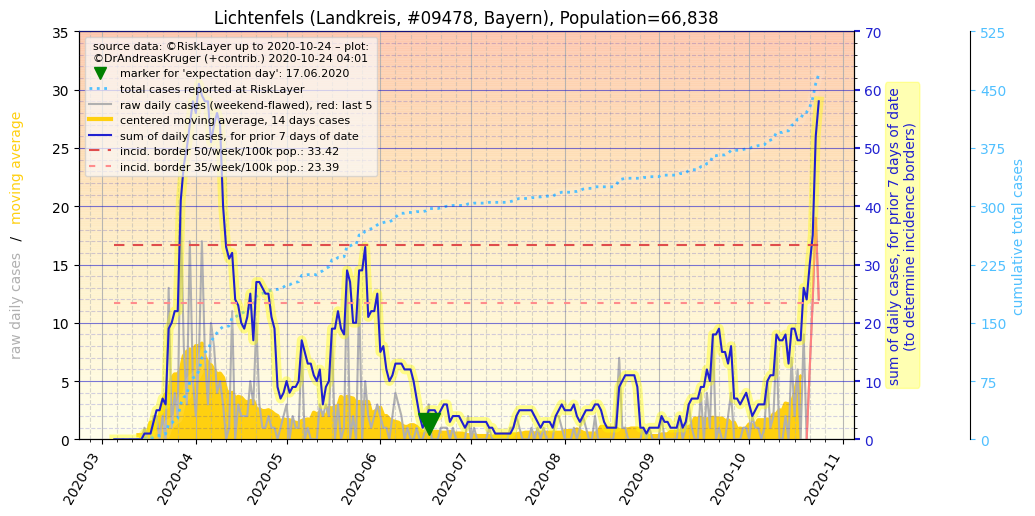 Lichtenfels (Landkreis, #09478, Bayern), Population=66,838
source data: ©RiskLayer up to 2020-10-24 – plot:
©DrAndreasKruger (+contrib.) 2020-10-24 04:01
marker for 'expectation day': 17.06.2020
total cases reported at RiskLayer
raw daily cases (weekend-flawed), red: last 5
centered moving average, 14 days cases
sum of daily cases, for prior 7 days of date
incid. border 50/week/100k pop.: 33.42
incid. border 35/week/100k pop.: 23.39
raw daily cases / moving average
35
30
25
20
15
10
5
0
70
60
50
40
30
20
10
0
sum of daily cases, for prior 7 days of date
(to determine incidence borders)
525
450
375
300
225
150
75
0
cumulative total cases
2020-03
2020-04
2020-05
2020-06
2020-07
2020-08
2020-09
2020-10
2020-11